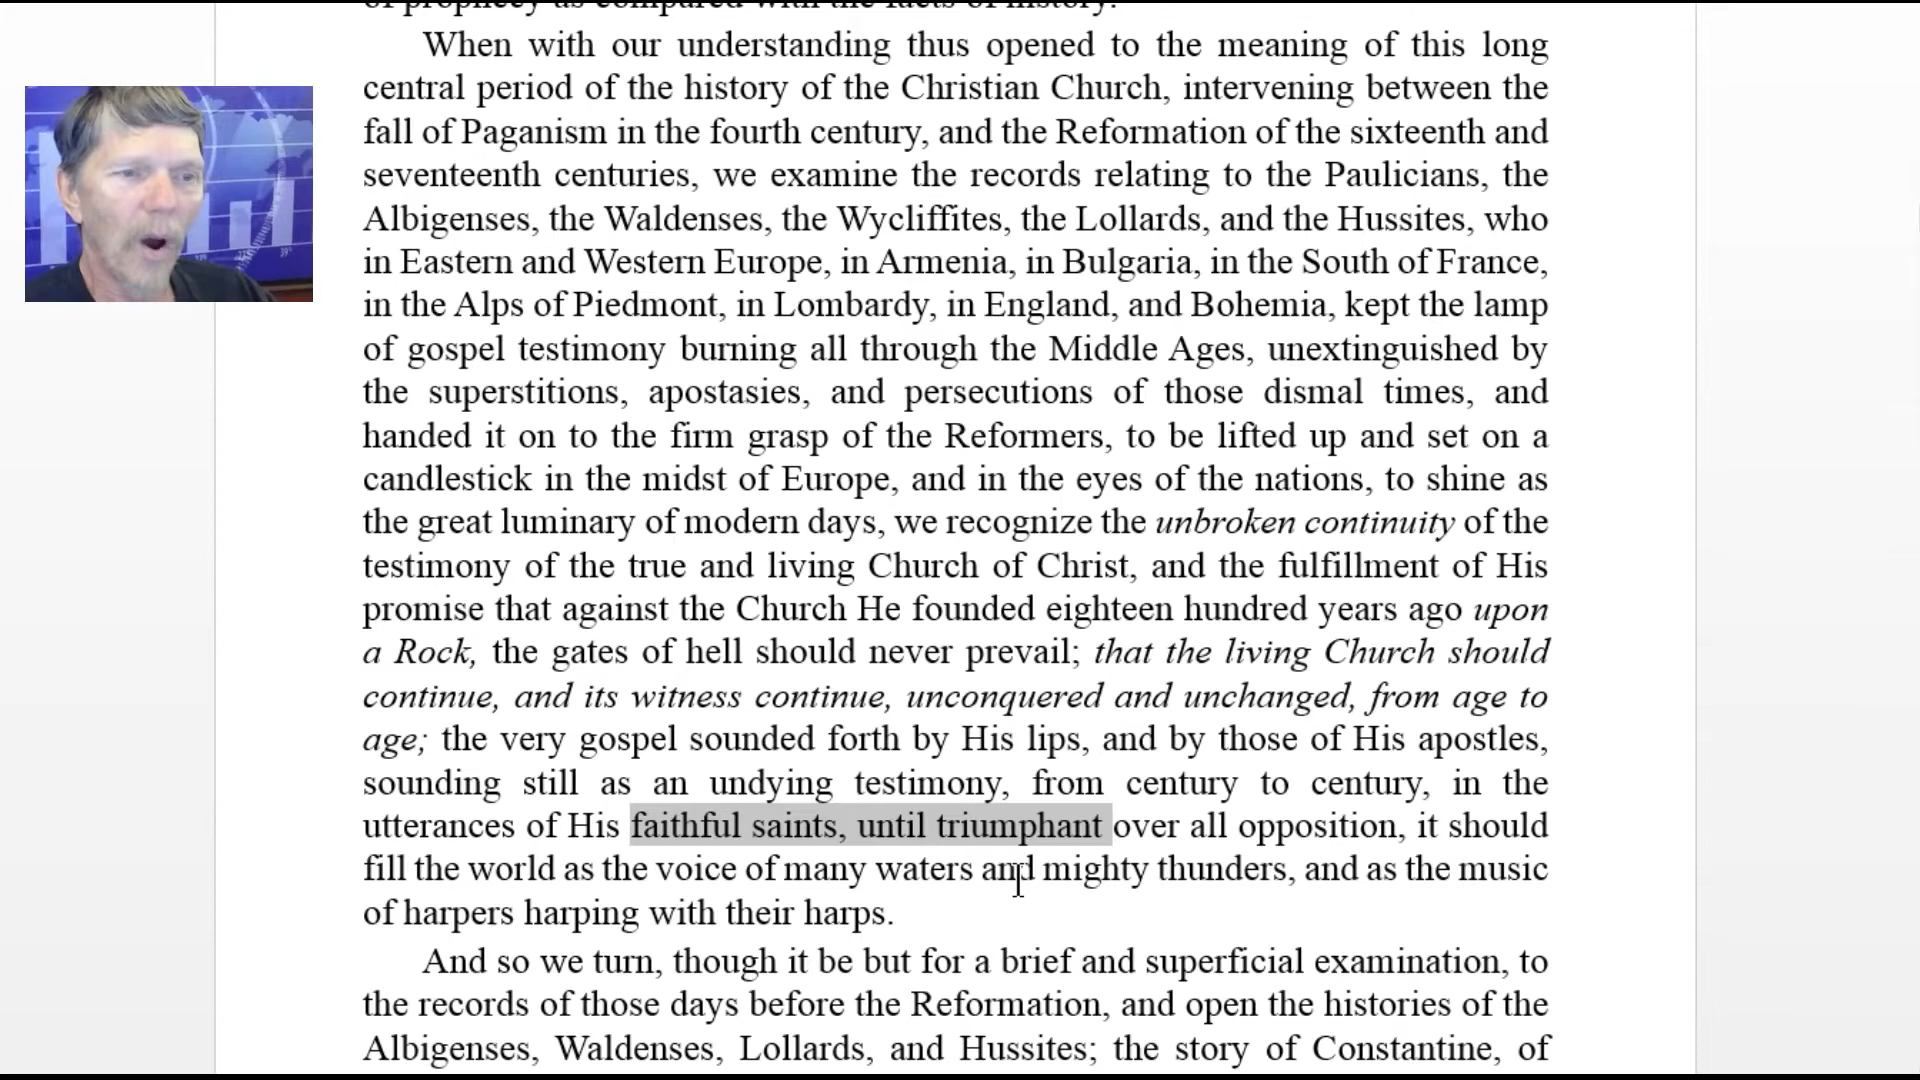 of prophecy as compared with the facts of history.
When with our understanding thus opened to the meaning of this long
central period of the history of the Christian Church, intervening between the
fall of Paganism in the fourth century, and the Reformation of the sixteenth and
seventeenth centuries, we examine the records relating to the Paulicians, the
Albigenses, the Waldenses, the Wycliffites, the Lollards, and the Hussites, who
in Eastern and Western Europe, in Armenia, in Bulgaria, in the South of France,
in the Alps of Piedmont, in Lombardy, in England, and Bohemia, kept the lamp
of gospel testimony burning all through the Middle Ages, unextinguished by
the superstitions, apostasies, and persecutions of those dismal times, and
handed it on to the firm grasp of the Reformers, to be lifted up and set on a
candlestick in the midst of Europe, and in the eyes of the nations, to shine as
the great luminary of modern days, we recognize the unbroken continuity of the
testimony of the true and living Church of Christ, and the fulfillment of His
promise that against the Church He founded eighteen hundred years ago upon
a Rock, the gates of hell should never prevail; that the living Church should
continue, and its witness continue, unconquered and unchanged, from age to
age; the very gospel sounded forth by His lips, and by those of His apostles,
sounding still as an undying testimony, from century to century, in the
utterances of His faithful saints, until triumphant over all opposition, it should
fill the world as the voice of many waters and mighty thunders, and as the music
of harpers harping with their harps.
And so we turn, though it be but for a brief and superficial examination, to
the records of those days before the Reformation, and open the histories of the
Albigenses, Waldenses, Lollards, and Hussites; the story of Constantine, of